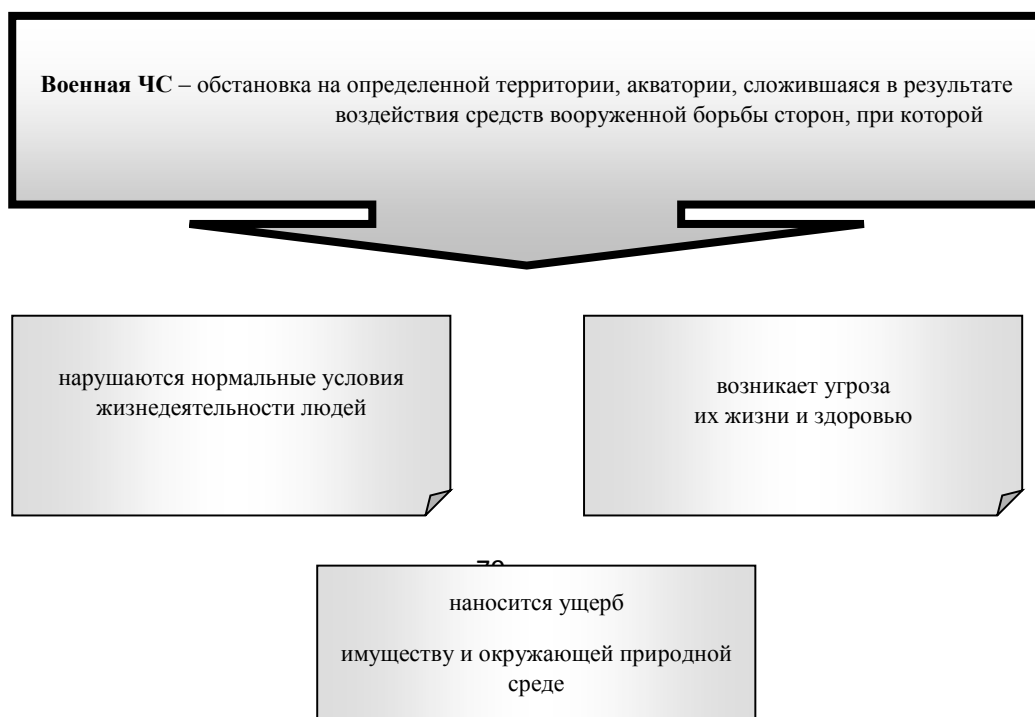 Военная ЧС – обстановка на определенной территории, акватории, сложившаяся в результате
воздействия средств вооруженной борьбы сторон, при которой
нарушаются нормальные условия
жизнедеятельности людей
возникает угроза
их жизни и здоровью
наносится ущерб
имуществу и окружающей природной
среде